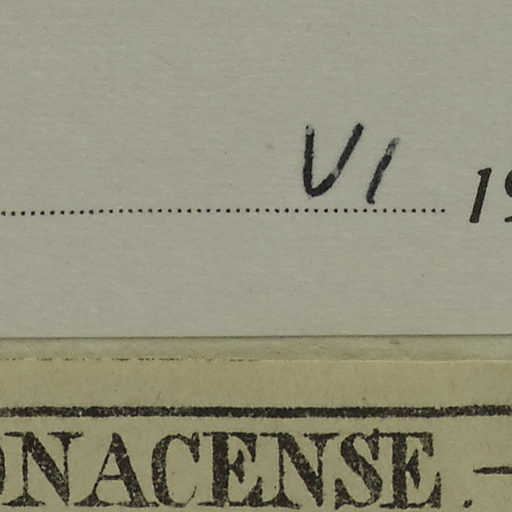 VI 19
ONACENSE. —